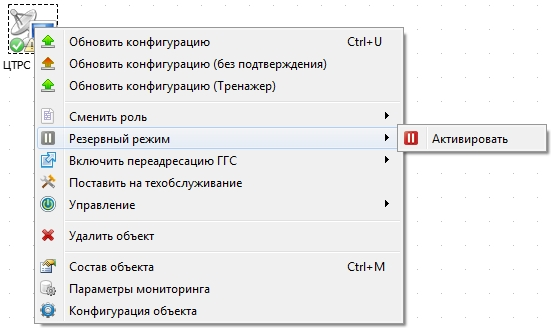 ЦТРС
Обновить конфигурацию Ctrl+U
Обновить конфигурацию (без подтверждения)
Обновить конфигурацию (Тренажер)
Сменить роль
Резервный режим
Активировать
Включить переадресацию ГГС
Поставить на техобслуживание
Управление
Удалить объект
Состав объекта Ctrl+M
Параметры мониторинга
Конфигурация объекта